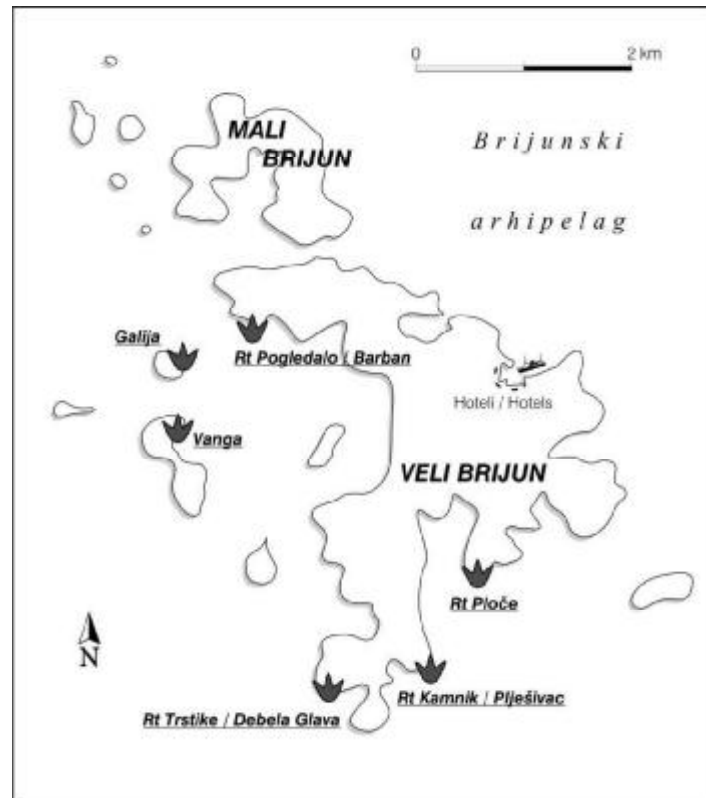 0 2 km
MALI
BRIJUN
Brijunski
arhipelag
Galija
Rt Pogledalo / Barban
Hoteli / Hotels
Vanga
VELI BRIJUN
Rt Ploče
N
Rt Kamnik / Plješivac
Rt Trstike / Debela Glava